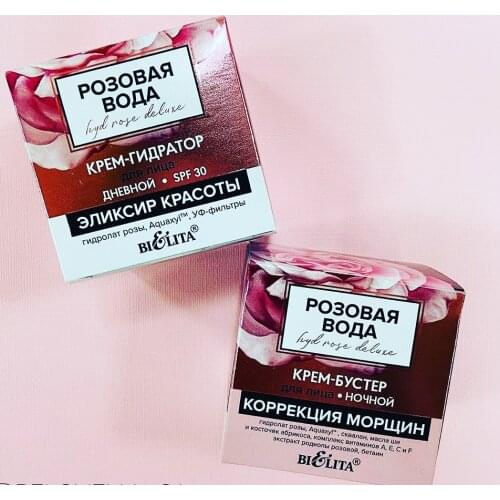 РОЗОВАЯ
ВОДА
hyd rose deluxe
КРЕМ-ГИДРАТОР
для лица
ДНЕВНОЙ • SPF 30
ЭЛИКСИР КРАСОТЫ
гидролат розы, Aquaxyl™, УФ-фильтры
BIELITA®
РОЗОВАЯ
ВОДА
hyd rose deluxe
КРЕМ-БУСТЕР
для лица • НОЧНОЙ
КОРРЕКЦИЯ МОРЩИН
гидролат розы, Aquaxyl™, сквалан, масла ши
и косточек абрикоса, комплекс витаминов A, E, C и F
экстракт родиолы розовой, бетаин
BIELITA®